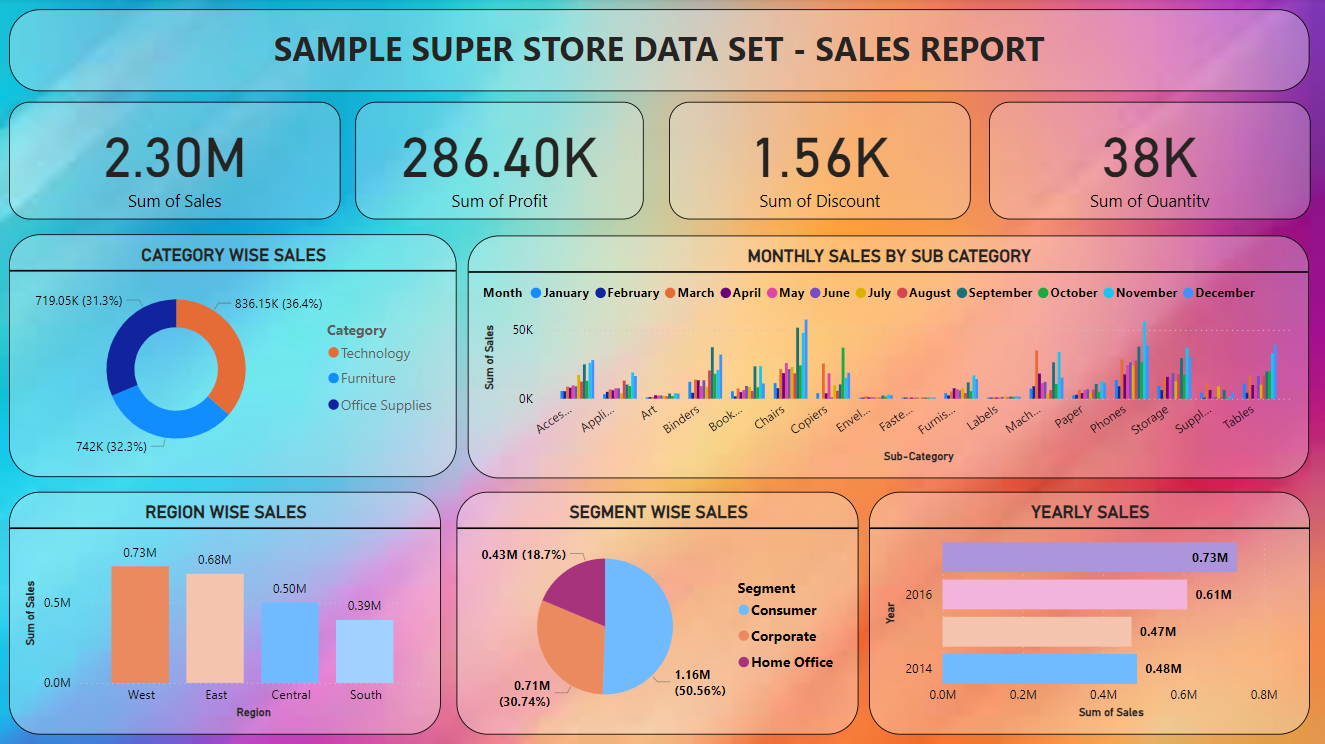 SAMPLE SUPER STORE DATA SET - SALES REPORT
2.30M
Sum of Sales
286.40K
Sum of Profit
1.56K
Sum of Discount
38K
Sum of Quantity
CATEGORY WISE SALES
719.05K (31.3%)
836.15K (36.4%)
742K (32.3%)
Category
Technology
Furniture
Office Supplies
MONTHLY SALES BY SUB CATEGORY
Month January February March April May June July August September October November December
Sum of Sales
50K
0K
Acces... Appli... Art Binders Book... Chairs Copiers Envel... Faste... Furnis... Labels Mach... Paper Phones Storage Suppl... Tables
Sub-Category
REGION WISE SALES
Sum of Sales
0.5M
0.0M
0.73M
0.68M
0.50M
0.39M
West East Central South
Region
SEGMENT WISE SALES
0.43M (18.7%)
0.71M
(30.74%)
1.16M
(50.56%)
Segment
Consumer
Corporate
Home Office
YEARLY SALES
Year
0.73M
2016 0.61M
0.47M
2014 0.48M
0.0M 0.2M 0.4M 0.6M 0.8M
Sum of Sales